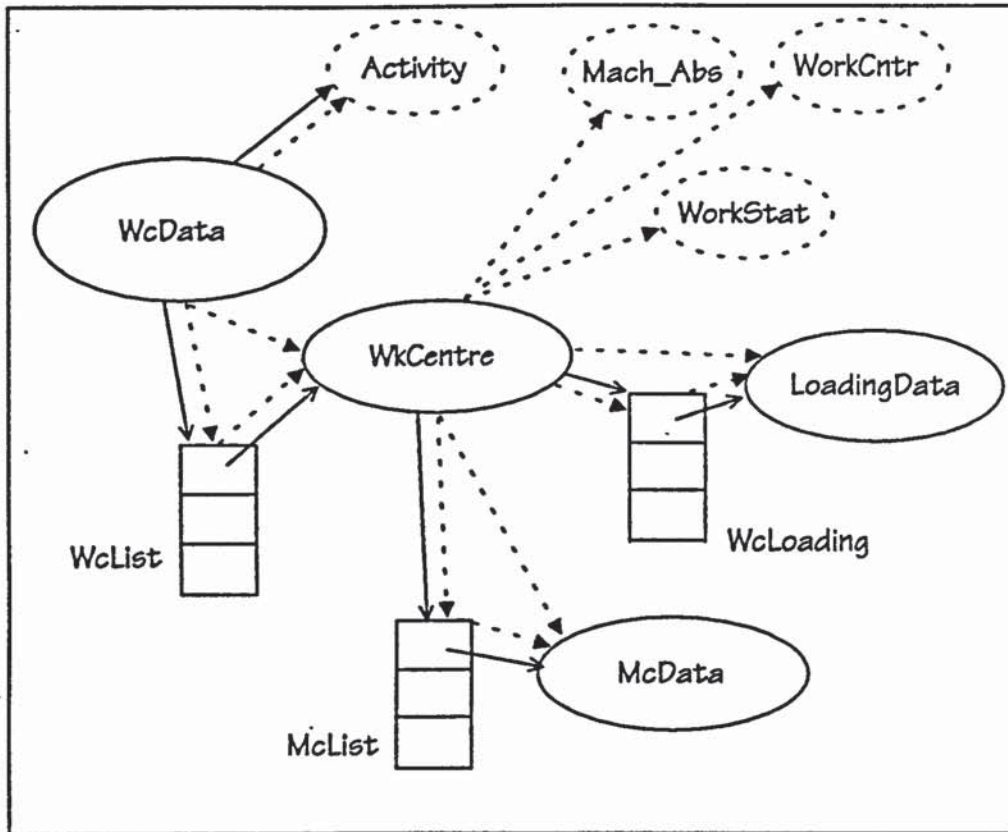 Activity
Mach_Abs
WorkCntr
WcData
WorkStat
WkCentre
LoadingData
WcList
WcLoading
McData
McList